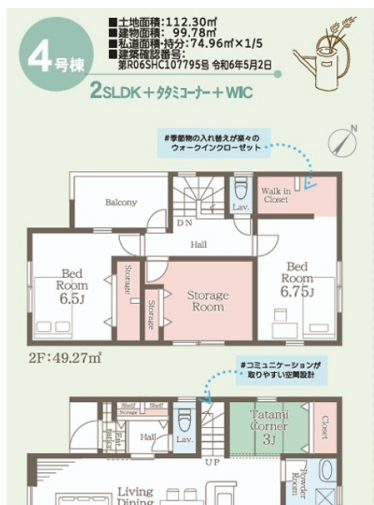 4号棟
■土地面積:112.30㎡
■建物面積: 99.78㎡
■私道面積・持分:74.96㎡×1/5
■建築確認番号:
第R06SHC107795号 令和6年5月2日
2SLDK+タタミコーナー+WIC
#季節物の入れ替えが楽々の
ウォークインクローゼット
Balcony
DN
Lav.
Walk in
Closet
Hall
Bed
Room
6.5J
Storage
Storage
Storage
Room
Bed
Room
6.75J
2F:49.27㎡
#コミュニケーションが
取りやすい空間設計
Shelf
Shelf
Storage
Hall
Lav.
UP
Tatami
Corner
3J
Closet
Living
Dining
Powder
Room